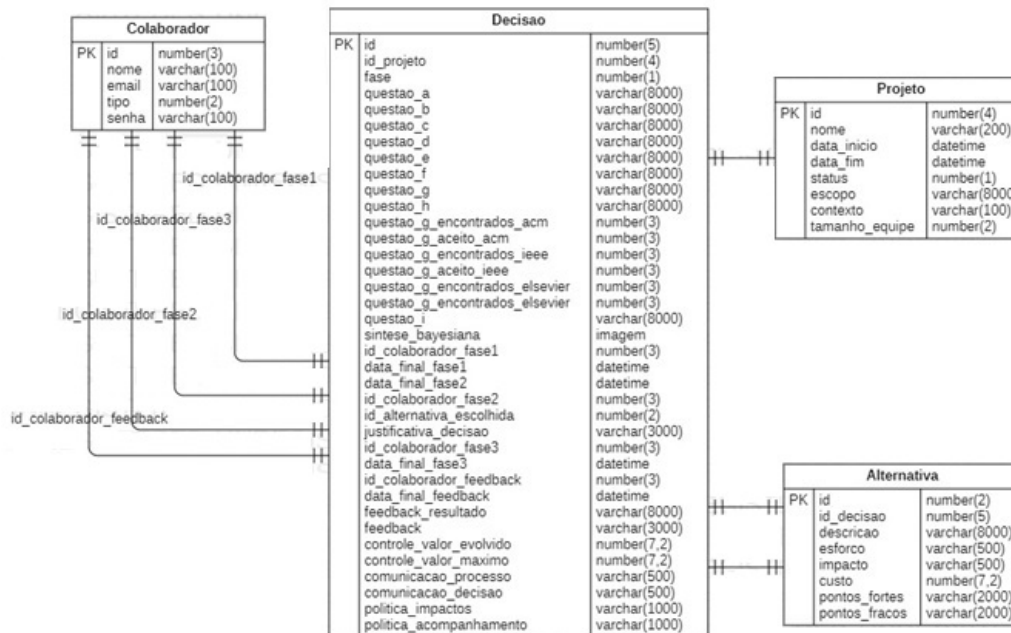 Colaborador
PK id number(3)
nome varchar(100)
email varchar(100)
tipo number(2)
senha varchar(100)
id_colaborador_fase1
id_colaborador_fase3
id_colaborador_fase2
id_colaborador_feedback
Decisao
PK id number(5)
id_projeto number(4)
fase number(1)
questao_a varchar(8000)
questao_b varchar(8000)
questao_c varchar(8000)
questao_d varchar(8000)
questao_e varchar(8000)
questao_f varchar(8000)
questao_g varchar(8000)
questao_h varchar(8000)
questao_g_encontrados_acm number(3)
questao_g_aceito_acm number(3)
questao_g_encontrados_ieee number(3)
questao_g_aceito_ieee number(3)
questao_g_encontrados_elsevier number(3)
questao_g_encontrados_elsevier number(3)
questao_i varchar(8000)
sintese_bayesiana imagem
id_colaborador_fase1 number(3)
data_final_fase1 datetime
data_final_fase2 datetime
id_colaborador_fase2 number(3)
id_alternativa_escolhida number(2)
justificativa_decisao varchar(3000)
id_colaborador_fase3 number(3)
data_final_fase3 datetime
id_colaborador_feedback number(3)
data_final_feedback datetime
feedback_resultado varchar(8000)
feedback varchar(3000)
controle_valor_evolvido number(7,2)
controle_valor_maximo number(7,2)
comunicacao_processo varchar(500)
comunicacao_decisao varchar(500)
politica_impactos varchar(1000)
politica_acompanhamento varchar(1000)
Projeto
PK id number(4)
nome varchar(200)
data_inicio datetime
data_fim datetime
status number(1)
escopo varchar(8000
contexto varchar(100)
tamanho_equipe number(2)
Alternativa
PK id number(2)
id_decisao number(5)
descricao varchar(8000)
esforco varchar(500)
impacto varchar(500)
custo number(7,2)
pontos_fortes varchar(2000)
pontos_fracos varchar(2000)